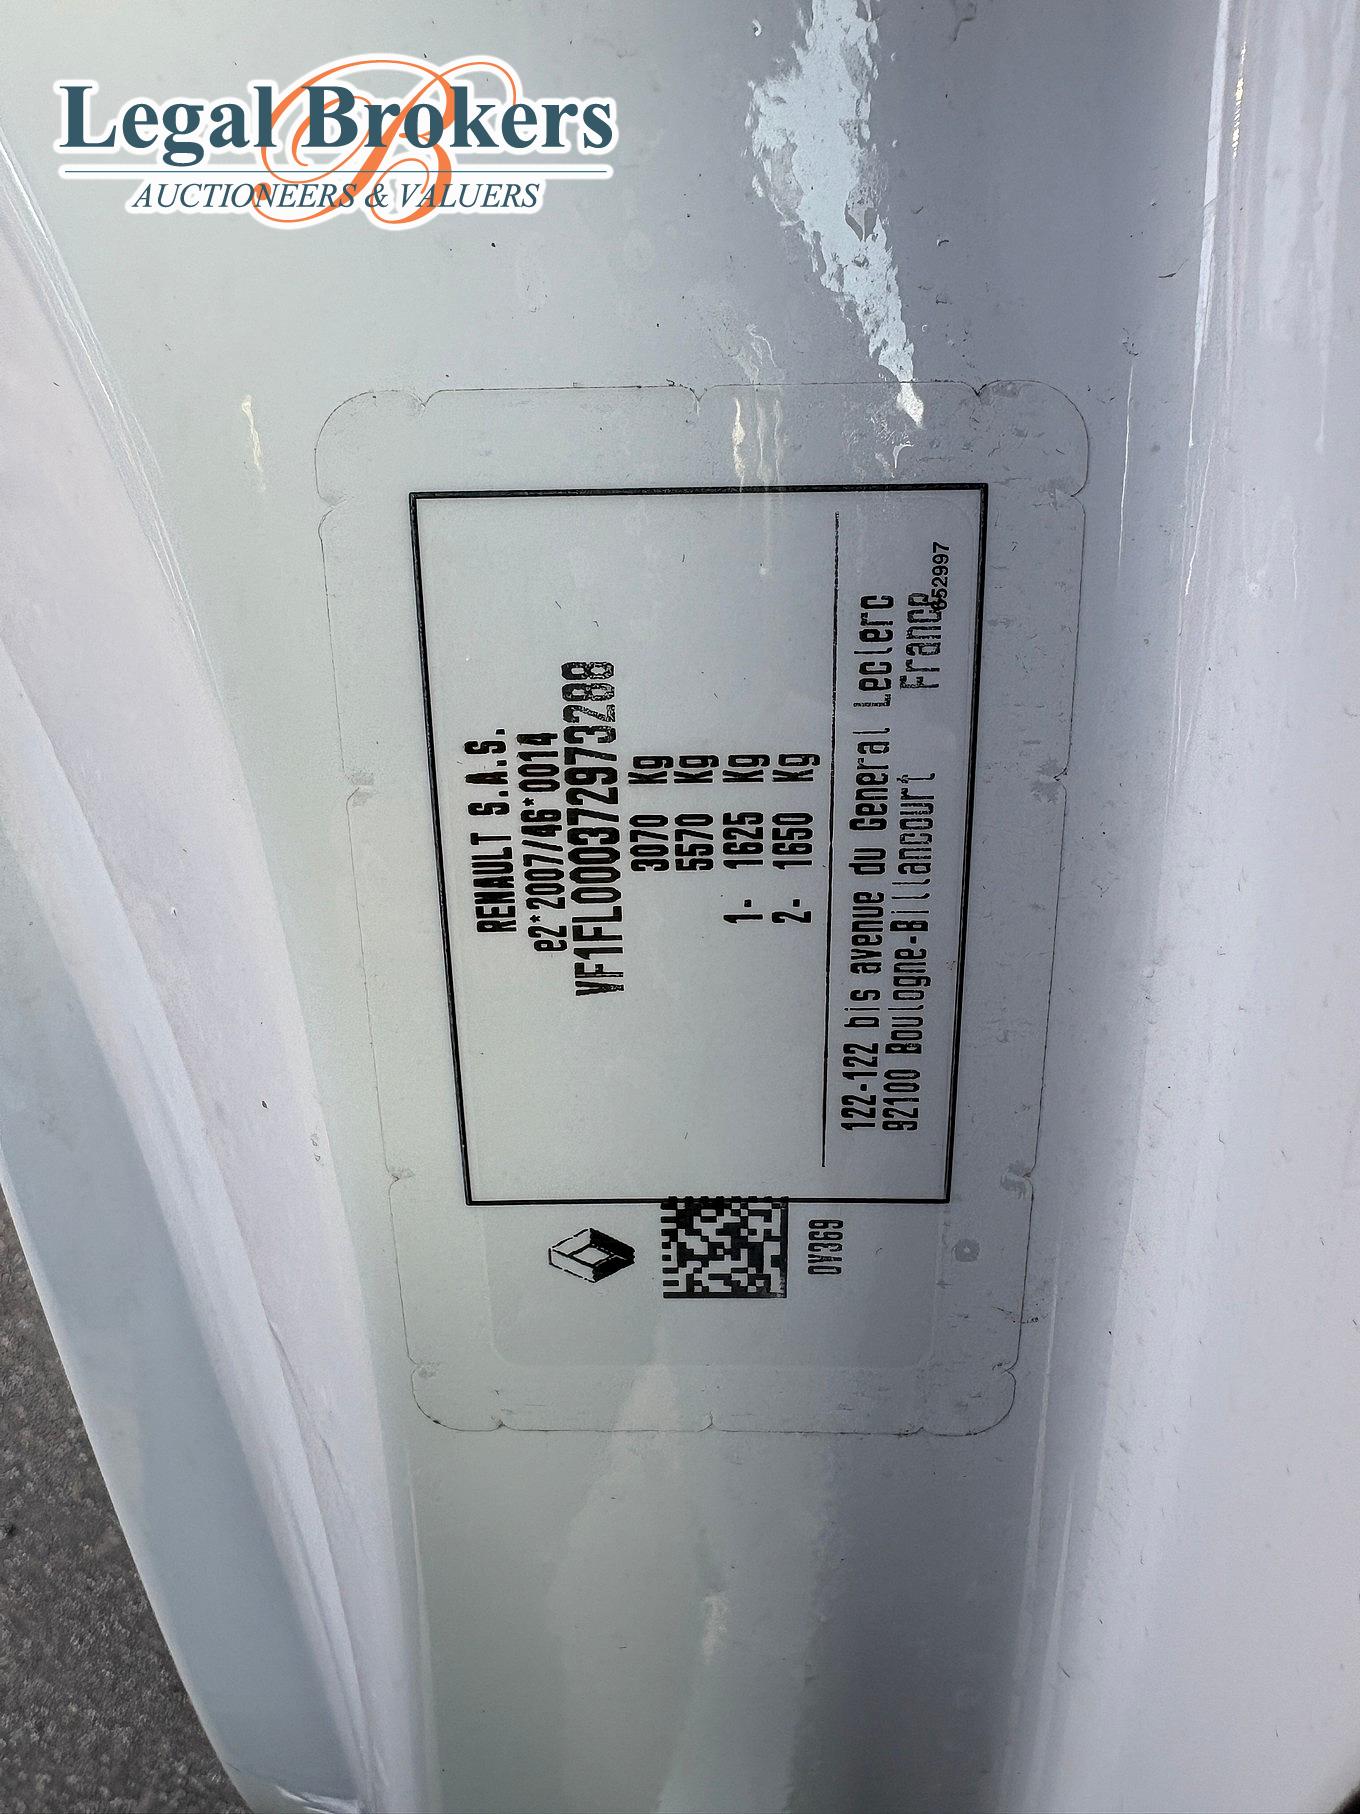 Legal Brokers
AUCTIONEERS & VALUERS
RENAULT S.A.S.
e2*2007/46*0014
VF1FL000372973288
3070 Kg
5570 Kg
1- 1625 Kg
2- 1650 Kg
122-122 bis avenue du General Leclerc
92100 Boulogne-Billancourt France
652997
0V369